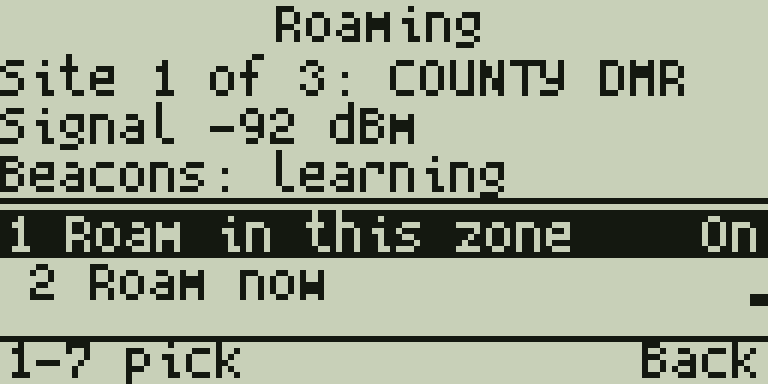 Roaming
Site 1 of 3: COUNTY DMR
Signal -92 dBm
Beacons: learning
1 Roam in this zone On
2 Roam now
1-7 pick Back